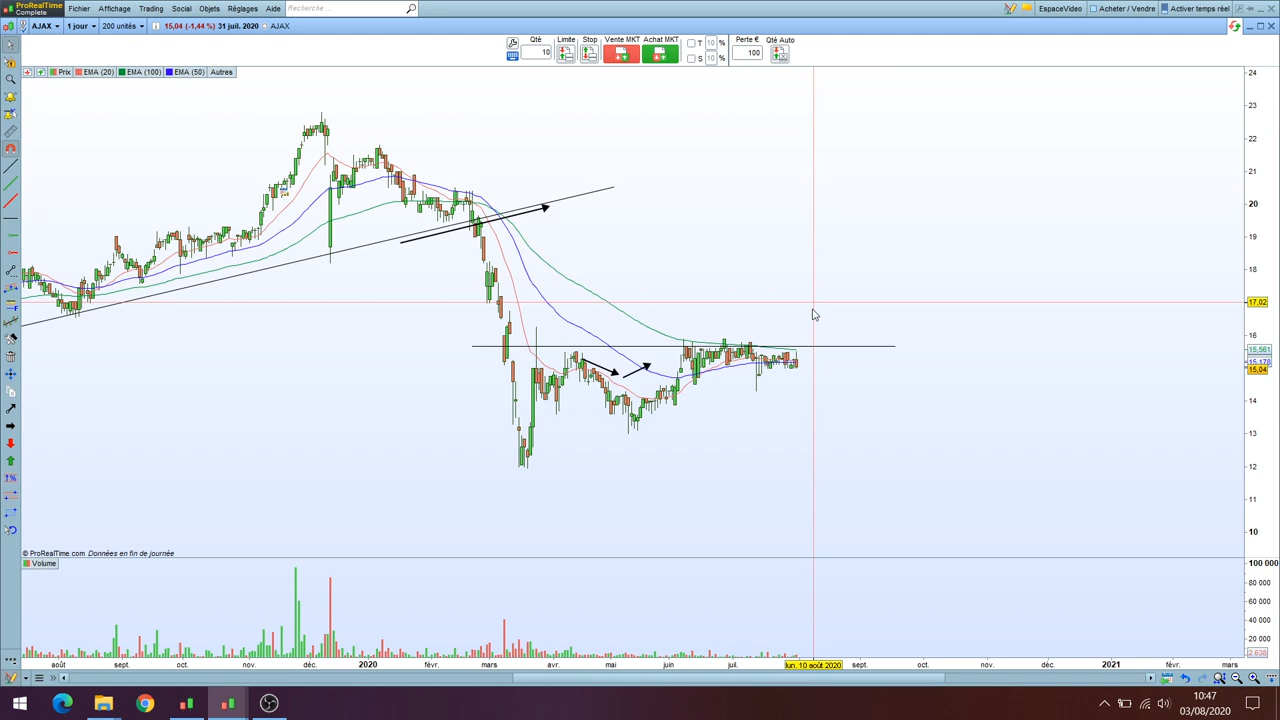 ProRealTime
Complete
Fichier Affichage Trading Social Objets Réglages Aide Recherche... EspaceVideo Acheter / Vendre Activer temps réel
AJAX 1 jour 200 unités 15,04 (-1,44 %) 31 juil. 2020 AJAX
Qté Limite Stop Vente MKT Achat MKT T 10 % Perte € Qté Auto
10 S 10 % 100
Prix EMA (20) EMA (100) EMA (50) Autres
24
23
22
21
20
19
18
17,02
16
15,561
15,178
15,04
14
13
12
11
10
© ProRealTime.com Données en fin de journée
Volume
100 000
80 000
60 000
40 000
20 000
2 638
août sept. oct. nov. déc. 2020 févr. mars avr. mai juin juil. lun. 10 août 2020 sept. oct. nov. déc. 2021 févr. mars
10:47
03/08/2020